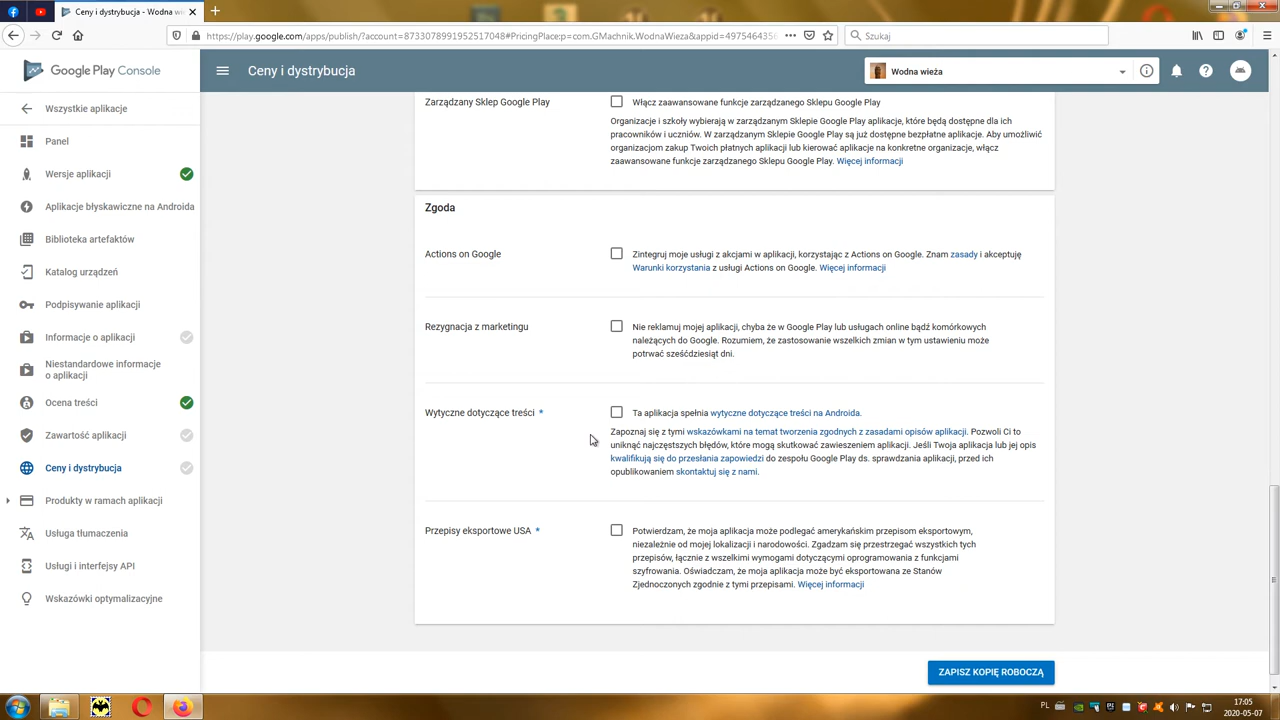 Ceny i dystrybucja - Wodna wie
https://play.google.com/apps/publish/?account=8733078991952517048#PricingPlace:p=com.GMachnik.WodnaWieza&appid=497546435
Szukaj
Google Play Console
Ceny i dystrybucja
Wodna wieża
Wszystkie aplikacje
Panel
Wersje aplikacji
Aplikacje błyskawiczne na Androida
Biblioteka artefaktów
Katalog urządzeń
Podpisywanie aplikacji
Informacje o aplikacji
Niestandardowe informacje
o aplikacji
Ocena treści
Zawartość aplikacji
Ceny i dystrybucja
Produkty w ramach aplikacji
Usługa tłumaczenia
Usługi i interfejsy API
Wskazówki optymalizacyjne
Zarządzany Sklep Google Play
Włącz zaawansowane funkcje zarządzanego Sklepu Google Play
Organizacje i szkoły wybierają w zarządzanym Sklepie Google Play aplikacje, które będą dostępne dla ich
pracowników i uczniów. W zarządzanym Sklepie Google Play są już dostępne bezpłatne aplikacje. Aby umożliwić
organizacjom zakup Twoich płatnych aplikacji lub kierować aplikacje na konkretne organizacje, włącz
zaawansowane funkcje zarządzanego Sklepu Google Play. Więcej informacji
Zgoda
Actions on Google
Zintegruj moje usługi z akcjami w aplikacji, korzystając z Actions on Google. Znam zasady i akceptuję
Warunki korzystania z usługi Actions on Google. Więcej informacji
Rezygnacja z marketingu
Nie reklamuj mojej aplikacji, chyba że w Google Play lub usługach online bądź komórkowych
należących do Google. Rozumiem, że zastosowanie wszelkich zmian w tym ustawieniu może
potrwać sześćdziesiąt dni.
Wytyczne dotyczące treści *
Ta aplikacja spełnia wytyczne dotyczące treści na Androida.
Zapoznaj się z tymi wskazówkami na temat tworzenia zgodnych z zasadami opisów aplikacji. Pozwoli Ci to
uniknąć najczęstszych błędów, które mogą skutkować zawieszeniem aplikacji. Jeśli Twoja aplikacja lub jej opis
kwalifikują się do przesłania zapowiedzi do zespołu Google Play ds. sprawdzania aplikacji, przed ich
opublikowaniem skontaktuj się z nami.
Przepisy eksportowe USA *
Potwierdzam, że moja aplikacja może podlegać amerykańskim przepisom eksportowym,
niezależnie od mojej lokalizacji i narodowości. Zgadzam się przestrzegać wszystkich tych
przepisów, łącznie z wszelkimi wymogami dotyczącymi oprogramowania z funkcjami
szyfrowania. Oświadczam, że moja aplikacja może być eksportowana ze Stanów
Zjednoczonych zgodnie z tymi przepisami. Więcej informacji
ZAPISZ KOPIĘ ROBOCZĄ
PL
17:05
2020-05-07